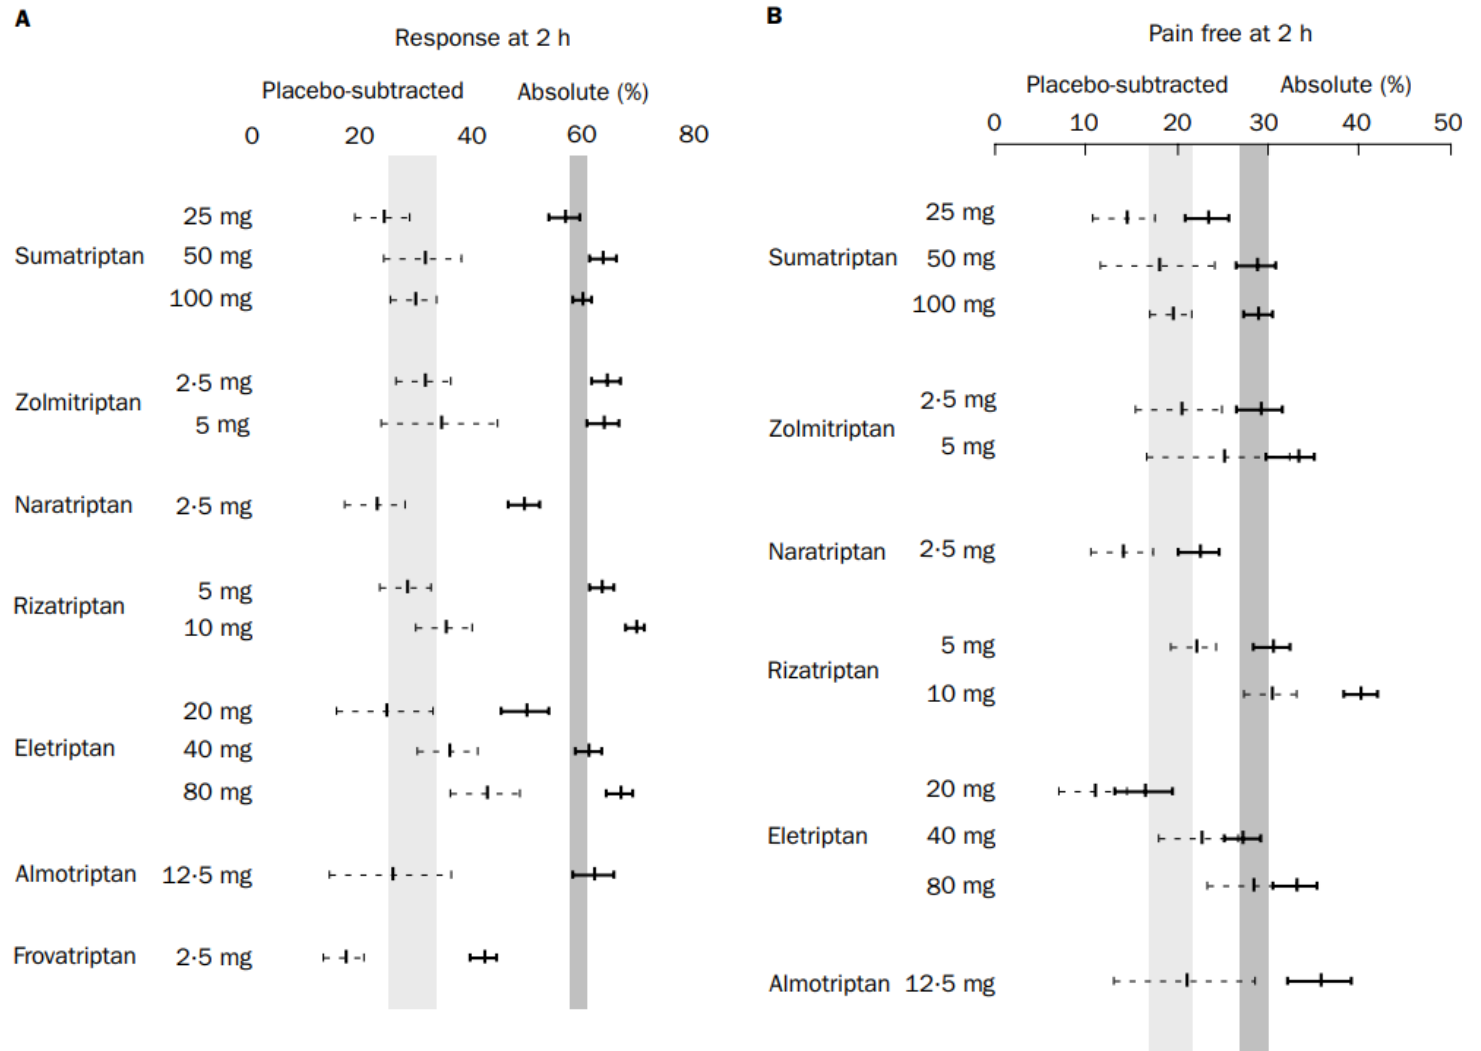 A
Response at 2 h
Placebo-subtracted Absolute (%)
0 20 40 60 80
25 mg
Sumatriptan 50 mg
100 mg
2·5 mg
Zolmitriptan
5 mg
Naratriptan 2·5 mg
5 mg
Rizatriptan
10 mg
20 mg
Eletriptan 40 mg
80 mg
Almotriptan 12·5 mg
Frovatriptan 2·5 mg
B
Pain free at 2 h
Placebo-subtracted Absolute (%)
0 10 20 30 40 50
25 mg
Sumatriptan 50 mg
100 mg
2·5 mg
Zolmitriptan
5 mg
Naratriptan 2·5 mg
5 mg
Rizatriptan
10 mg
20 mg
Eletriptan 40 mg
80 mg
Almotriptan 12·5 mg